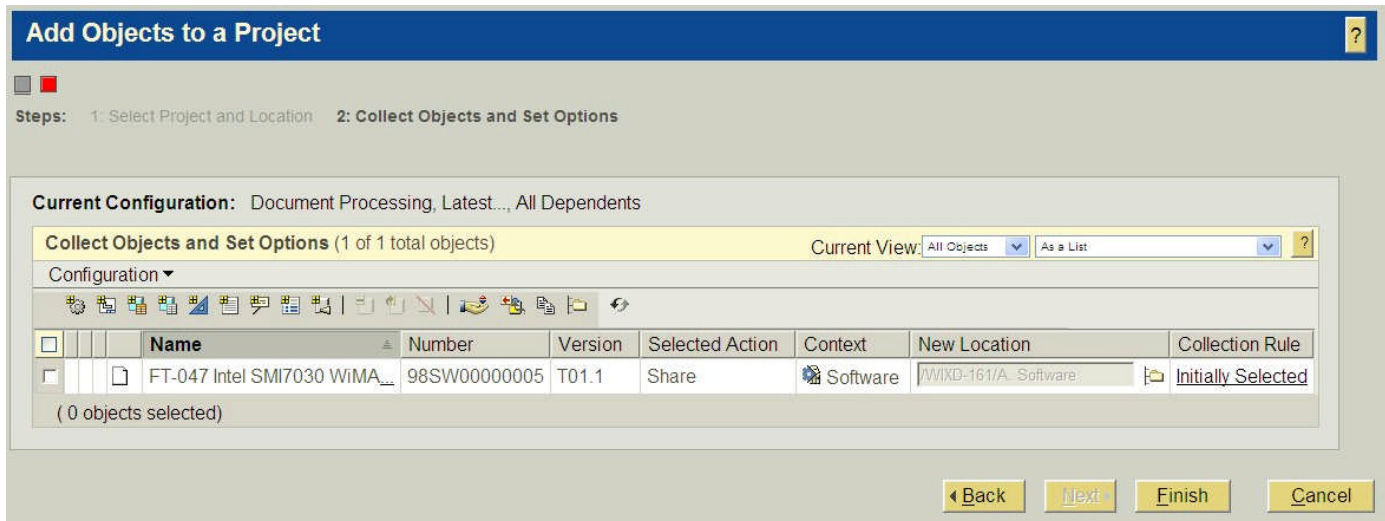 Add Objects to a Project ?
Steps: 1: Select Project and Location 2: Collect Objects and Set Options
Current Configuration: Document Processing, Latest..., All Dependents
Collect Objects and Set Options (1 of 1 total objects) Current View: All Objects As a List ?
Configuration
Name Number Version Selected Action Context New Location Collection Rule
FT-047 Intel SMI7030 WiMA... 98SW00000005 T01.1 Share Software /WIXD-161/A. Software Initially Selected
( 0 objects selected)
Back Next Finish Cancel